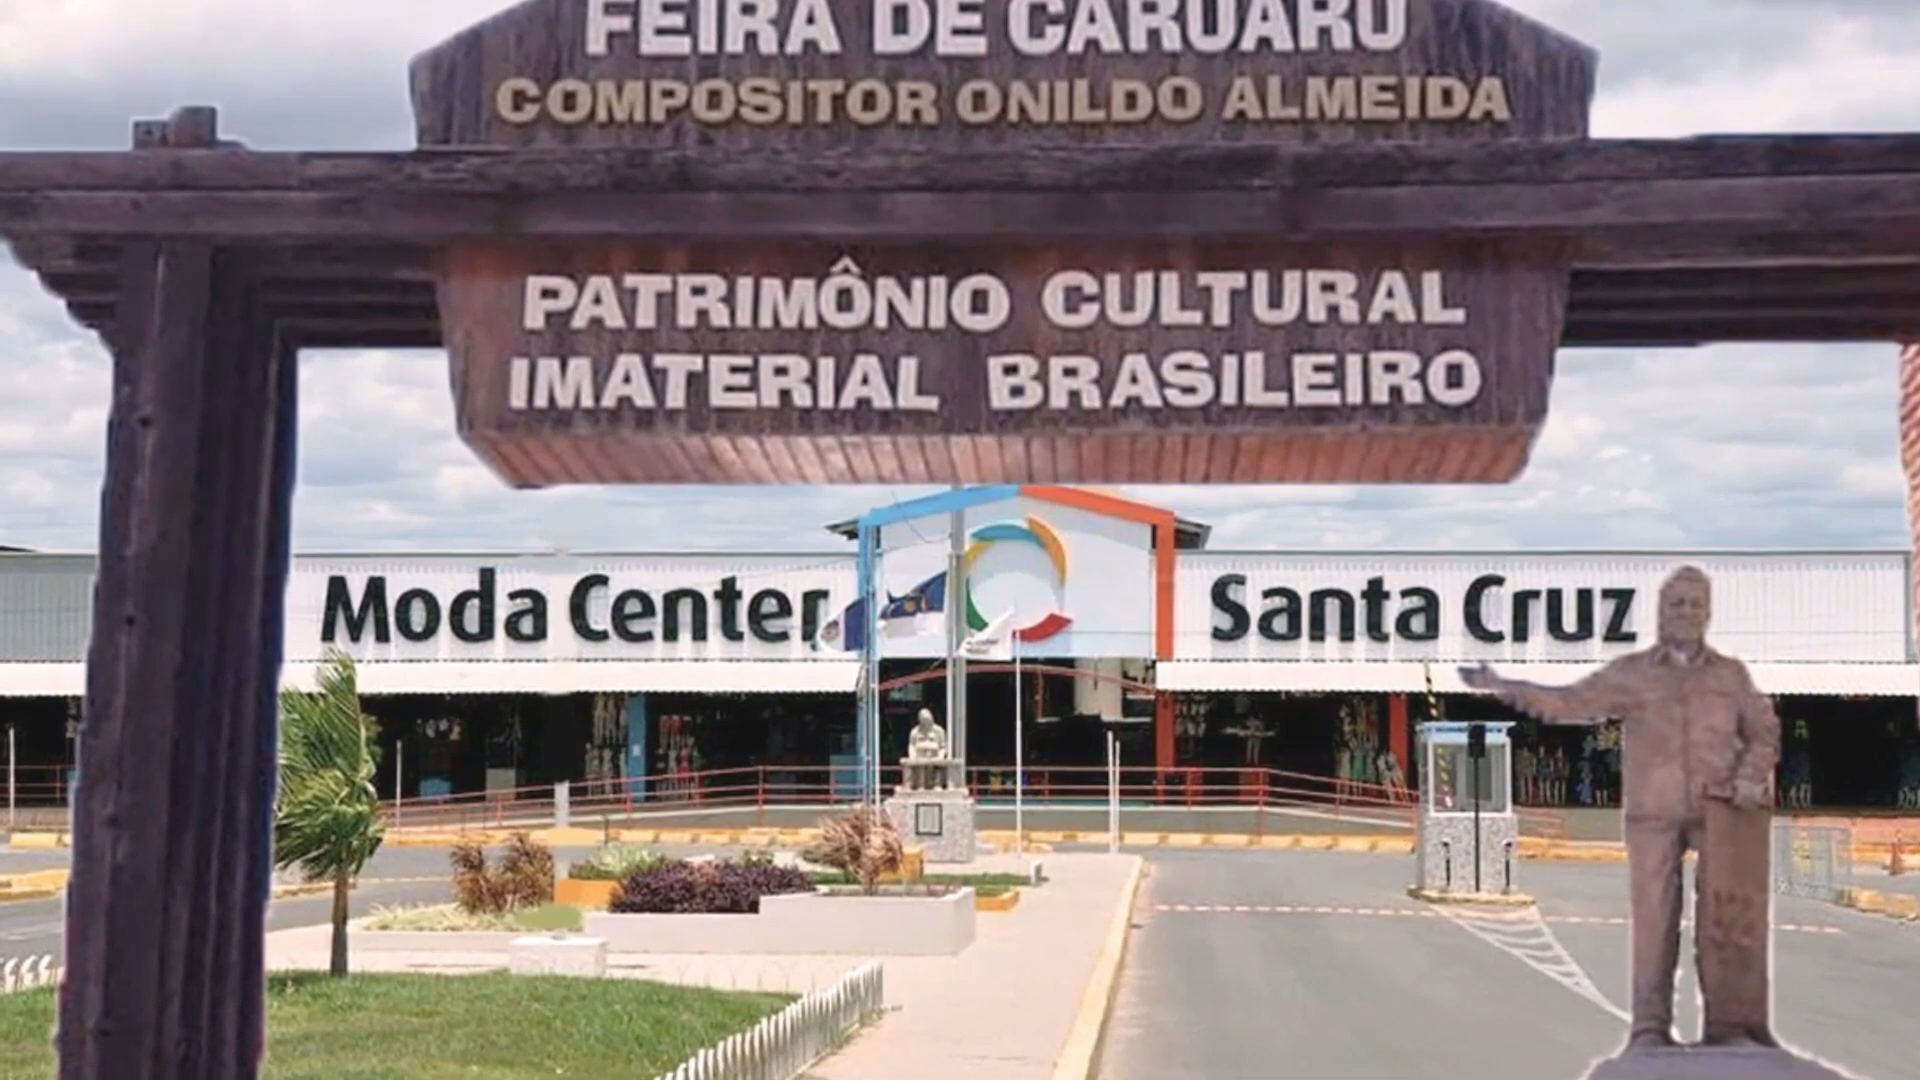 FEIRA DE CARUARU
COMPOSITOR ONILDO ALMEIDA
PATRIMÔNIO CULTURAL
IMATERIAL BRASILEIRO
Moda Center
Santa Cruz